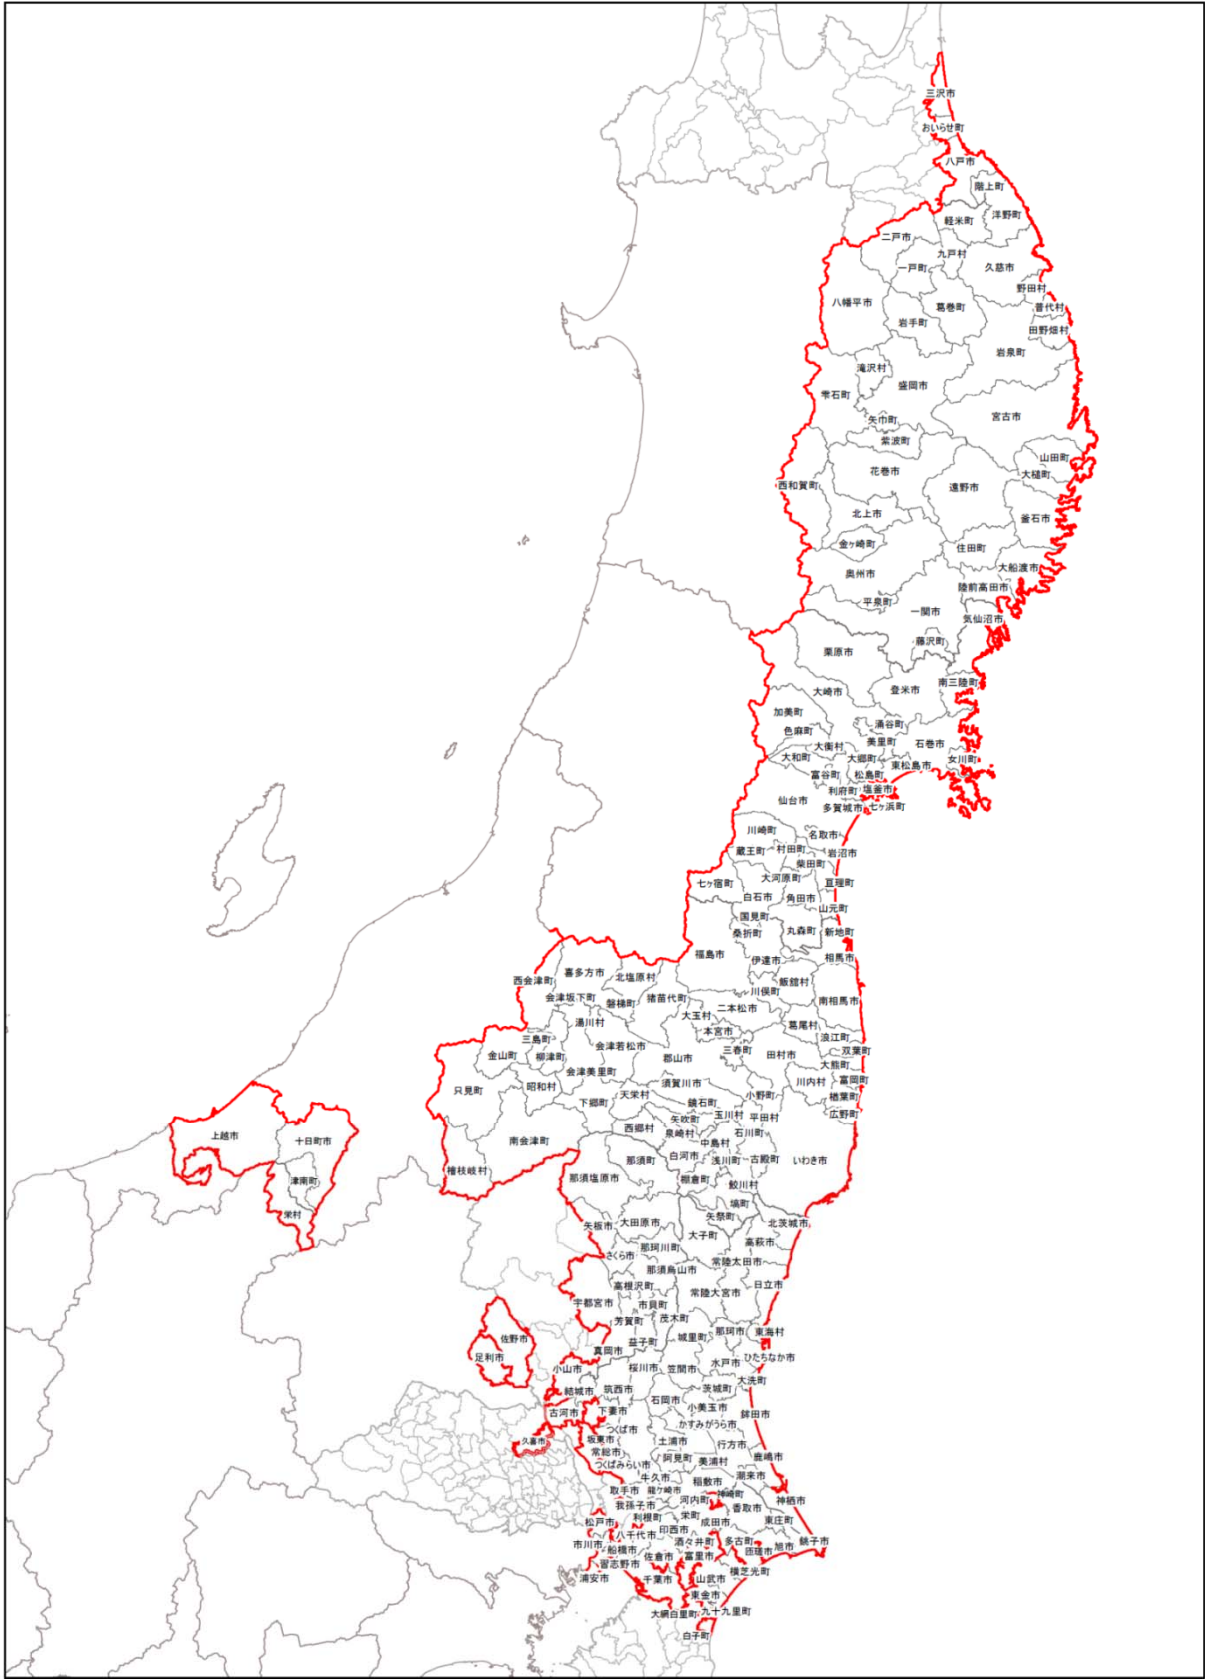 三沢市
おいらせ町
八戸市
階上町
軽米町
洋野町
二戸市
九戸村
一戸町
久慈市
野田村
八幡平市
葛巻町
普代村
岩手町
田野畑村
岩泉町
滝沢村
盛岡市
雫石町
宮古市
矢巾町
紫波町
山田町
花巻市
大槌町
西和賀町
遠野市
北上市
釜石市
金ヶ崎町
住田町
大船渡市
奥州市
陸前高田市
平泉町
一関市
気仙沼市
藤沢町
栗原市
南三陸町
大崎市
登米市
加美町
涌谷町
色麻町
美里町
石巻市
大衡村
大和町
大郷町
東松島市
女川町
富谷町
松島町
利府町
塩釜市
仙台市
多賀城市
七ヶ浜町
川崎町
名取市
蔵王町
村田町
岩沼市
柴田町
七ヶ宿町
大河原町
亘理町
白石市
角田市
山元町
国見町
桑折町
丸森町
新地町
福島市
伊達市
相馬市
喜多方市
北塩原村
西会津町
飯舘村
川俣町
会津坂下町
猪苗代町
磐梯町
南相馬市
二本松市
大玉村
湯川村
葛尾村
本宮市
三島町
浪江町
会津若松市
三春町
双葉町
金山町
柳津町
郡山市
田村市
大熊町
会津美里町
富岡町
只見町
昭和村
須賀川市
川内村
天栄村
小野町
楢葉町
下郷町
鏡石町
広野町
玉川村
矢吹町
平田村
西郷村
泉崎村
石川町
上越市
十日町市
南会津町
中島村
白河市
那須町
浅川町
古殿町
いわき市
檜枝岐村
那須塩原市
棚倉町
津南町
鮫川村
塙町
栄村
矢祭町
矢板市
大田原市
北茨城市
大子町
高萩市
さくら市
那珂川町
常陸太田市
那須烏山市
高根沢町
日立市
常陸大宮市
宇都宮市
市貝町
芳賀町
茂木町
那珂市
東海村
佐野市
益子町
城里町
真岡市
足利市
ひたちなか市
水戸市
小山市
桜川市
笠間市
大洗町
結城市
筑西市
茨城町
石岡市
小美玉市
古河市
下妻市
鉾田市
かすみがうら市
つくば市
久喜市
坂東市
土浦市
行方市
常総市
鹿嶋市
阿見町
美浦村
つくばみらい市
牛久市
潮来市
稲敷市
取手市
龍ケ崎市
神崎町
河内町
神栖市
我孫子市
香取市
利根町
栄町
松戸市
成田市
東庄町
印西市
八千代市
市川市
酒々井町
多古町
銚子市
旭市
船橋市
匝瑳市
佐倉市
富里市
習志野市
横芝光町
浦安市
千葉市
山武市
東金市
大網白里町
九十九里町
白子町